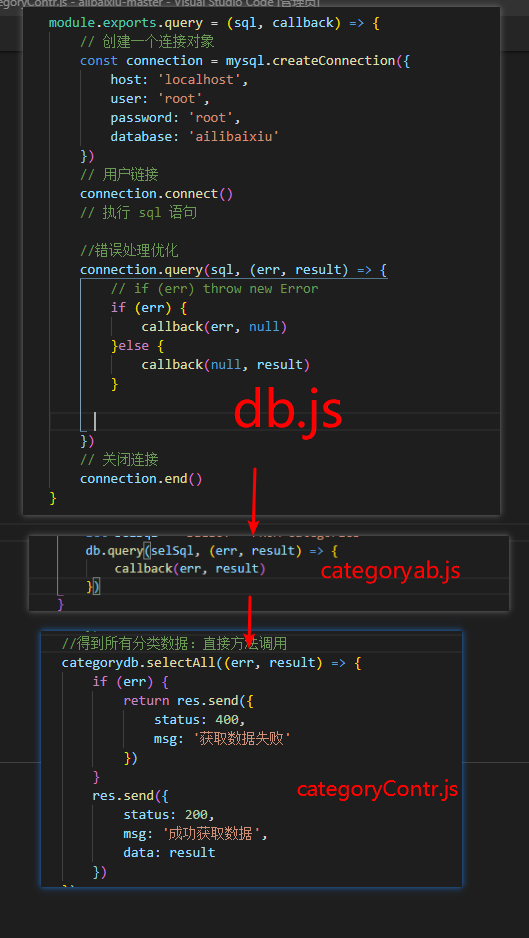 goryContr.js - alibaixiu-master - Visual Studio Code [管理员]
module.exports.query = (sql, callback) => {
// 创建一个连接对象
const connection = mysql.createConnection({
host: 'localhost',
user: 'root',
password: 'root',
database: 'ailibaixiu'
})
// 用户链接
connection.connect()
// 执行 sql 语句
//错误处理优化
connection.query(sql, (err, result) => {
// if (err) throw new Error
if (err) {
callback(err, null)
}else {
callback(null, result)
}
db.js
})
// 关闭连接
connection.end()
}
db.query(selSql, (err, result) => {
callback(err, result)
categoryab.js
})
}
//得到所有分类数据: 直接方法调用
categorydb.selectAll((err, result) => {
if (err) {
return res.send({
status: 400,
msg: '获取数据失败'
})
}
categoryContr.js
res.send({
status: 200,
msg: '成功获取数据',
data: result
})